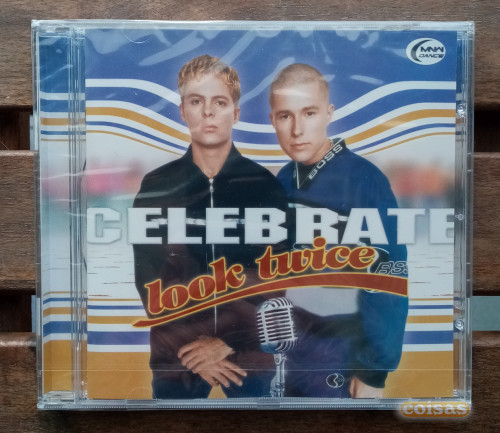 MNW
DANCE
BOSS
CELEBRATE
look twice
coisas